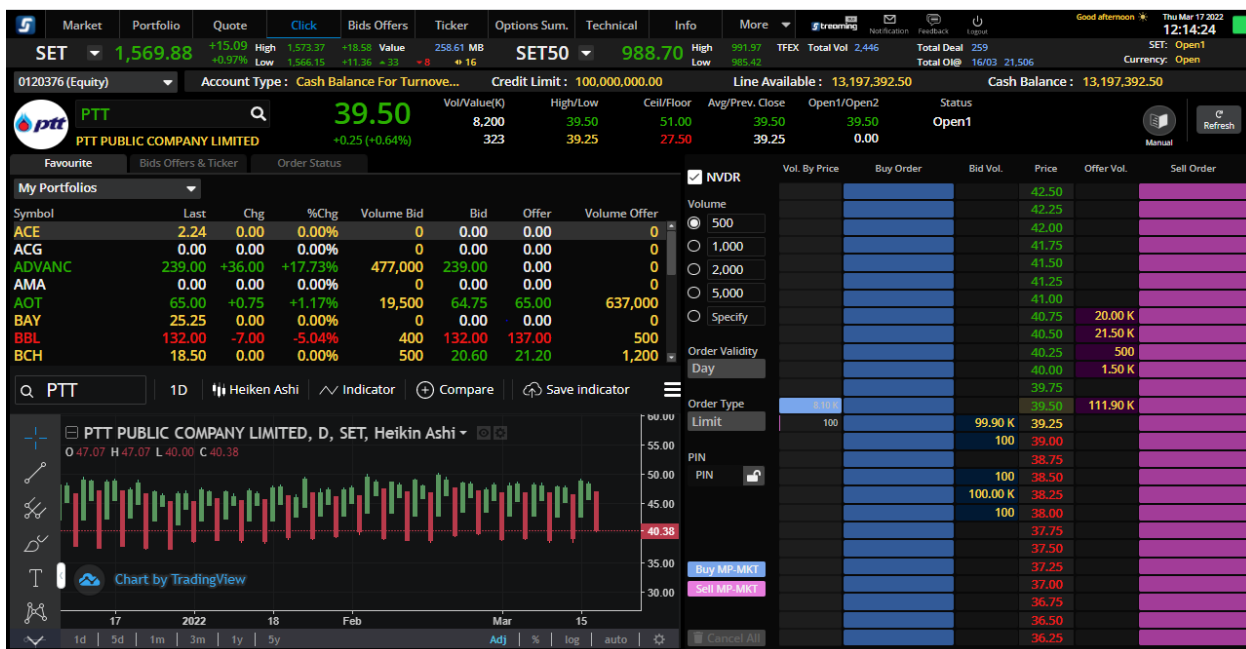 Market Portfolio Quote Click Bids Offers Ticker Options Sum. Technical Info More Streaming Notification Feedback Logout Good afternoon Thu Mar 17 2022
12:14:24
SET 1,569.88 +15.09 High 1,573.37 +18.58 Value 258.61 MB SET50 988.70 High 991.97 TFEX Total Vol 2,446 Total Deal 259 SET: Open1
+0.97% Low 1,566.15 +11.36 33 8 16 Low 985.42 Total OI@ 16/03 21,506 Currency: Open
0120376 (Equity) Account Type : Cash Balance For Turnove... Credit Limit : 100,000,000.00 Line Available : 13,197,392.50 Cash Balance : 13,197,392.50
ptt PTT 39.50 Vol/Value(K) High/Low Ceil/Floor Avg/Prev. Close Open1/Open2 Status
8,200 39.50 51.00 39.50 39.50 Open1 Refresh
PTT PUBLIC COMPANY LIMITED +0.25 (+0.64%) 323 39.25 27.50 39.25 0.00 Manual
Favourite Bids Offers & Ticker Order Status
My Portfolios
Symbol Last Chg %Chg Volume Bid Bid Offer Volume Offer
ACE 2.24 0.00 0.00% 0 0.00 0.00 0
ACG 0.00 0.00 0.00% 0 0.00 0.00 0
ADVANC 239.00 +36.00 +17.73% 477,000 239.00 0.00 0
AMA 0.00 0.00 0.00% 0 0.00 0.00 0
AOT 65.00 +0.75 +1.17% 19,500 64.75 65.00 637,000
BAY 25.25 0.00 0.00% 0 0.00 0.00 0
BBL 132.00 -7.00 -5.04% 400 132.00 137.00 500
BCH 18.50 0.00 0.00% 500 20.60 21.20 1,200
PTT 1D Heiken Ashi Indicator Compare Save indicator
PTT PUBLIC COMPANY LIMITED, D, SET, Heikin Ashi
O 47.07 H 47.07 L 40.00 C 40.38
60.00
55.00
50.00
45.00
40.38
35.00
30.00
Chart by TradingView
17 2022 18 Feb Mar 15
1d 5d 1m 3m 1y 5y Adj % log auto
NVDR
Volume
500
1,000
2,000
5,000
Specify
Order Validity
Day
Order Type
Limit
PIN
PIN
Buy MP-MKT
Sell MP-MKT
Cancel All
Vol. By Price Buy Order Bid Vol. Price Offer Vol. Sell Order
42.50
42.25
42.00
41.75
41.50
41.25
41.00
40.75 20.00 K
40.50 21.50 K
40.25 500
40.00 1.50 K
39.75
8.10 K 39.50 111.90 K
100 99.90 K 39.25
100 39.00
38.75
100 38.50
100.00 K 38.25
100 38.00
37.75
37.50
37.25
37.00
36.75
36.50
36.25